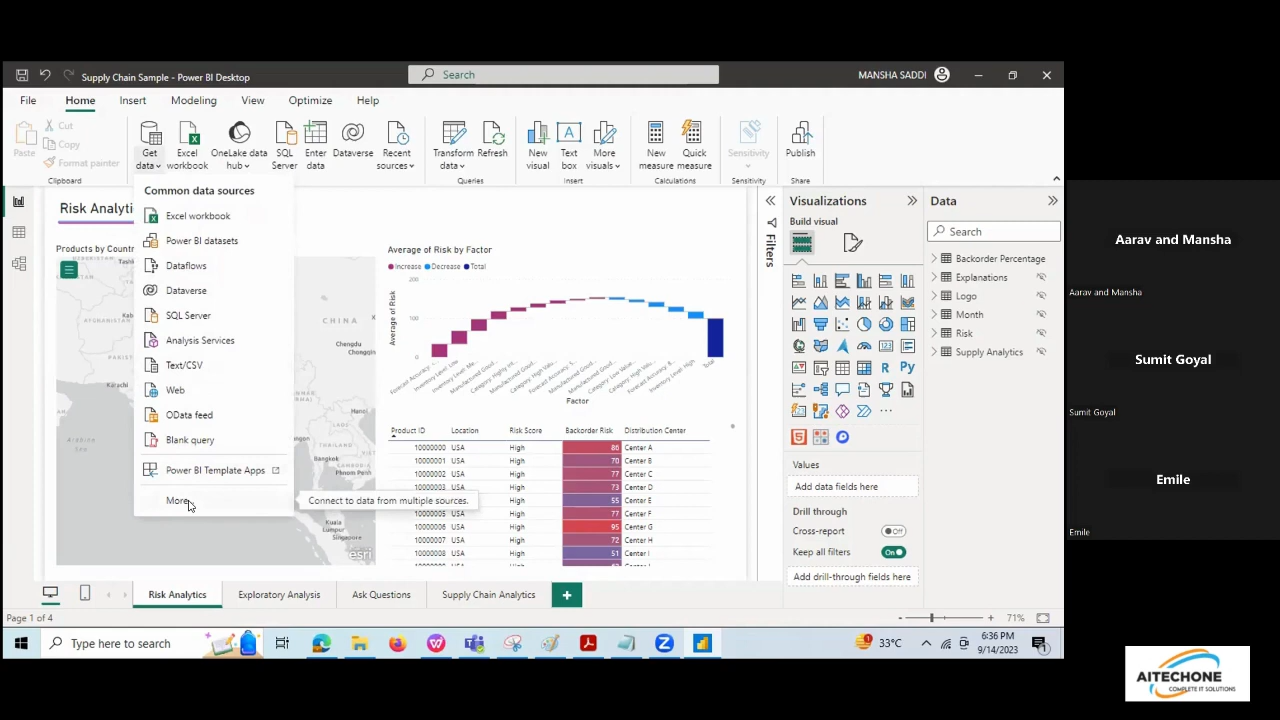 Supply Chain Sample - Power BI Desktop
Search
MANSHA SADDI
File Home Insert Modeling View Optimize Help
Paste
Cut
Copy
Format painter
Clipboard
Get data
Excel workbook
OneLake data hub
SQL Server
Enter data
Dataverse
Recent sources
Transform data
Refresh
Queries
New visual
Text box
More visuals
Insert
New measure
Quick measure
Calculations
Sensitivity
Sensitivity
Publish
Share
Common data sources
Excel workbook
Power BI datasets
Dataflows
Dataverse
SQL Server
Analysis Services
Text/CSV
Web
OData feed
Blank query
Power BI Template Apps
More
Connect to data from multiple sources.
Risk Analyti
Products by Countr
CHINA
Chengdu
Chongqing
Karachi
Hanoi
Bangkok
Phnom Penh
Kuala Lumpur
Singapore
esri
Average of Risk by Factor
Increase Decrease Total
Average of Risk
200
100
0
Total
Factor
Product ID Location Risk Score Backorder Risk Distribution Center
10000000 USA High 80 Center A
10000001 USA High 70 Center B
10000002 USA High 77 Center C
10000003 USA High 73 Center D
USA High 55 Center E
10000005 USA High 77 Center F
10000006 USA High 95 Center G
10000007 USA High 72 Center H
10000008 USA High 51 Center I
Filters
Visualizations
Build visual
R Py
Values
Add data fields here
Drill through
Cross-report Off
Keep all filters On
Add drill-through fields here
Data
Search
Backorder Percentage
Explanations
Logo
Month
Risk
Supply Analytics
Risk Analytics Exploratory Analysis Ask Questions Supply Chain Analytics +
Page 1 of 4
- + 71%
Type here to search
33°C
6:36 PM
9/14/2023
Aarav and Mansha
Aarav and Mansha
Sumit Goyal
Sumit Goyal
Emile
Emile
AITECHONE
COMPLETE IT SOLUTIONS